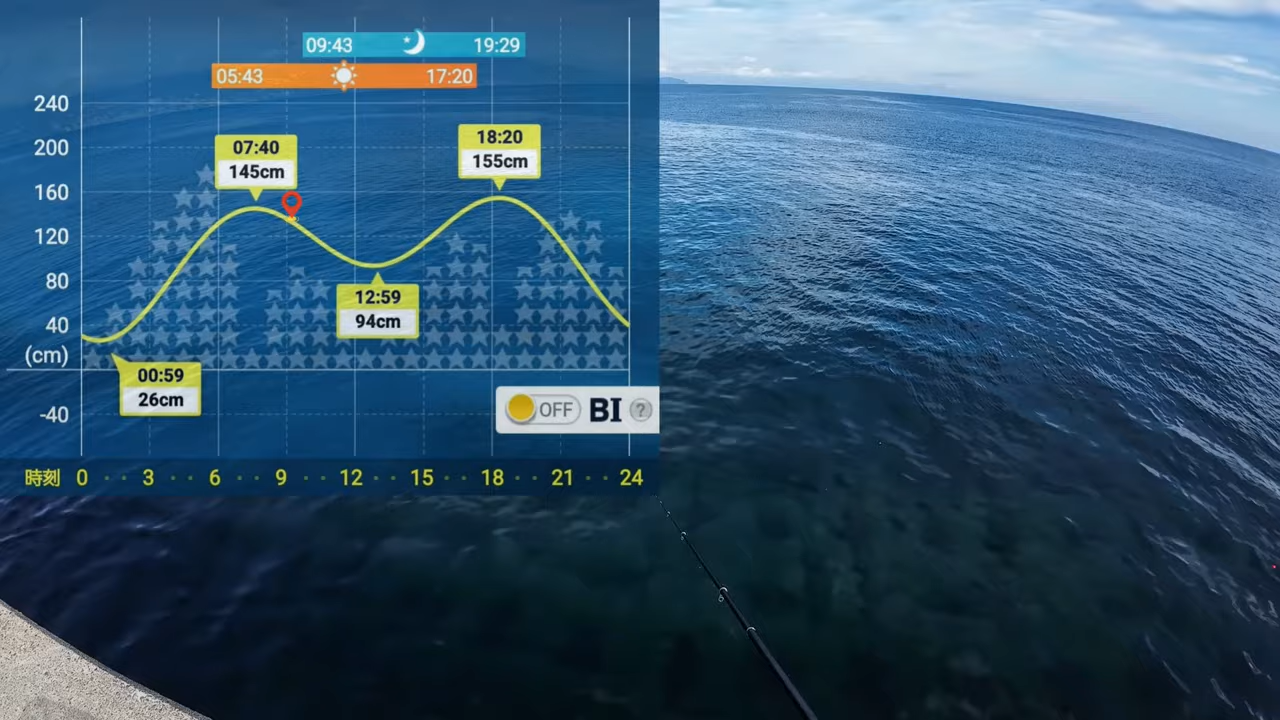 09:43 19:29
05:43 17:20
240
200
160
120
80
40
(cm)
-40
07:40
145cm
18:20
155cm
12:59
94cm
00:59
26cm
OFF BI ?
時刻 0 3 6 9 12 15 18 21 24